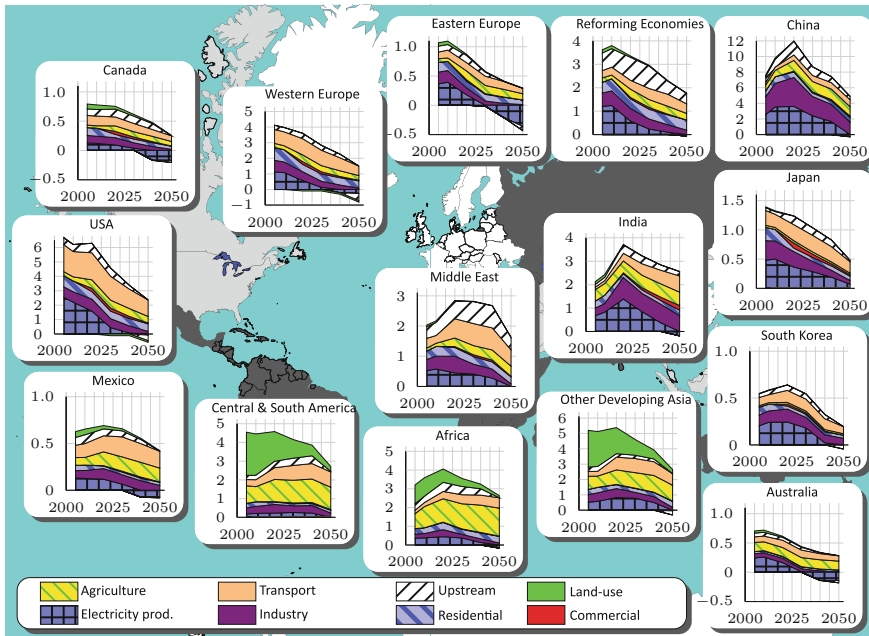 Canada
1.0
0.5
0
−0.5
2000 2025 2050
Western Europe
5
4
3
2
1
0
−1
2000 2025 2050
Eastern Europe
1.0
0.5
0
−0.5
2000 2025 2050
Reforming Economies
4
3
2
1
0
2000 2025 2050
China
12
10
8
6
4
2
0
2000 2025 2050
USA
6
5
4
3
2
1
0
2000 2025 2050
Middle East
3
2
1
0
2000 2025 2050
India
4
3
2
1
0
2000 2025 2050
Japan
1.5
1.0
0.5
0
2000 2025 2050
Mexico
1.0
0.5
0
2000 2025 2050
Central & South America
5
4
3
2
1
0
2000 2025 2050
Africa
5
4
3
2
1
0
2000 2025 2050
Other Developing Asia
6
5
4
3
2
1
0
2000 2025 2050
South Korea
1.0
0.5
0
2000 2025 2050
Australia
1.0
0.5
0
−0.5
2000 2025 2050
Agriculture Transport Upstream Land-use
Electricity prod. Industry Residential Commercial